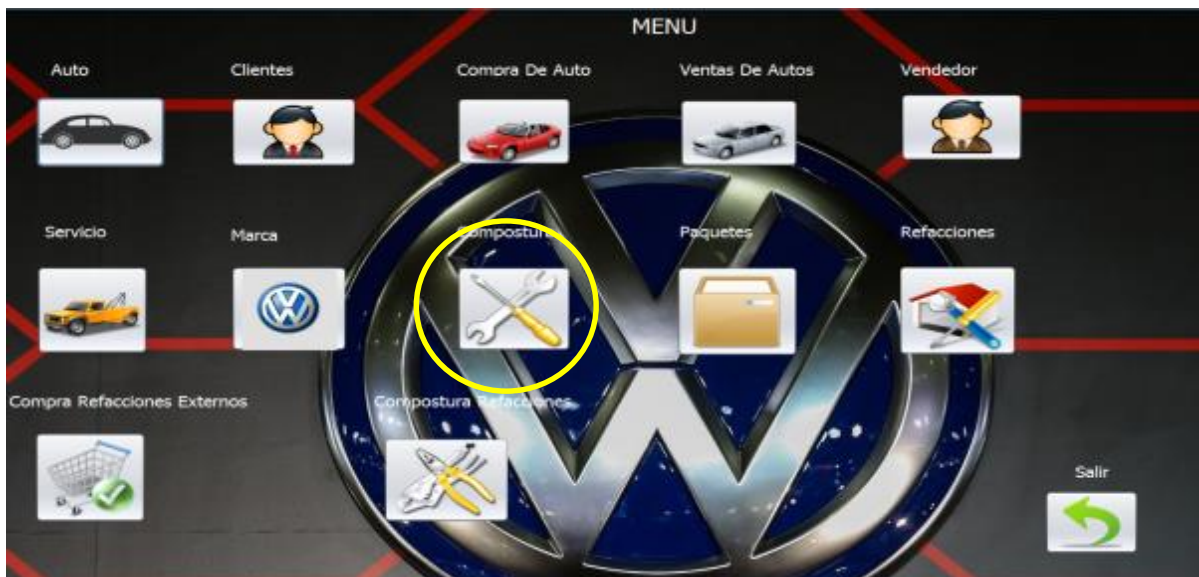 MENU
Auto
Clientes
Compra De Auto
Ventas De Autos
Vendedor
Servicio
Marca
Compostura
Paquetes
Refacciones
Compra Refacciones Externos
Compostura Refacciones
Salir